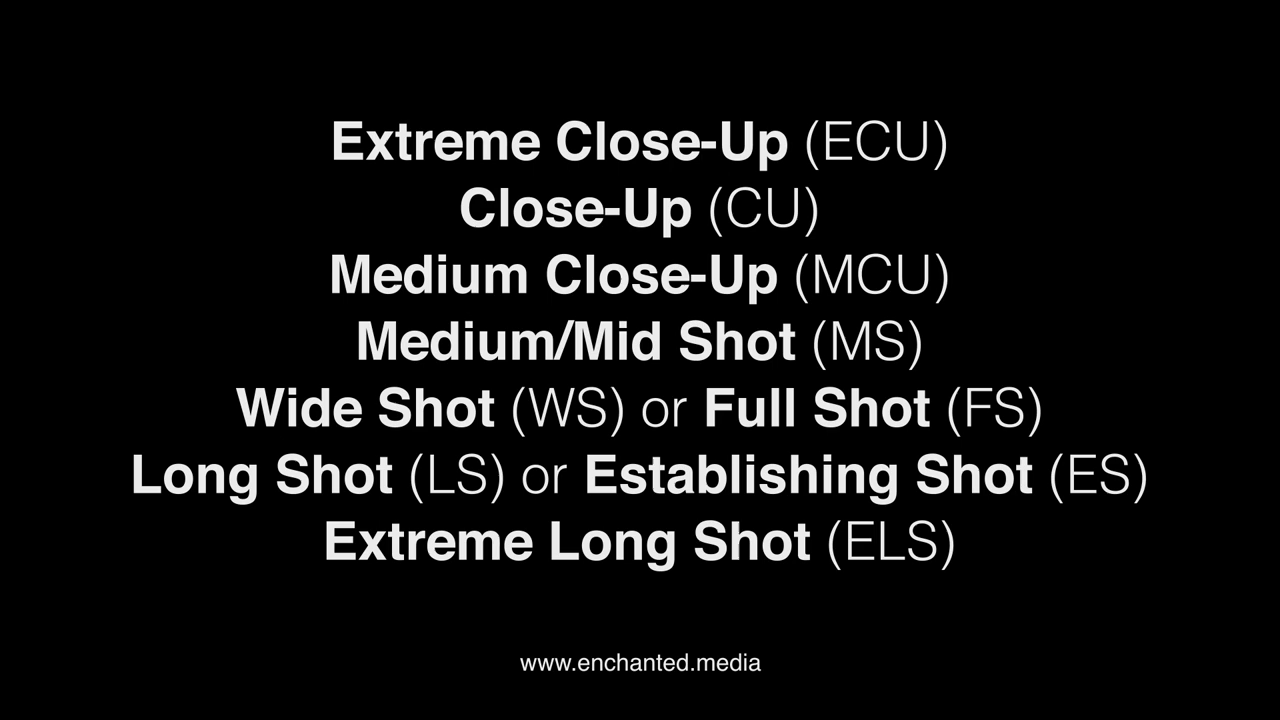 Extreme Close-Up (ECU)
Close-Up (CU)
Medium Close-Up (MCU)
Medium/Mid Shot (MS)
Wide Shot (WS) or Full Shot (FS)
Long Shot (LS) or Establishing Shot (ES)
Extreme Long Shot (ELS)
www.enchanted.media